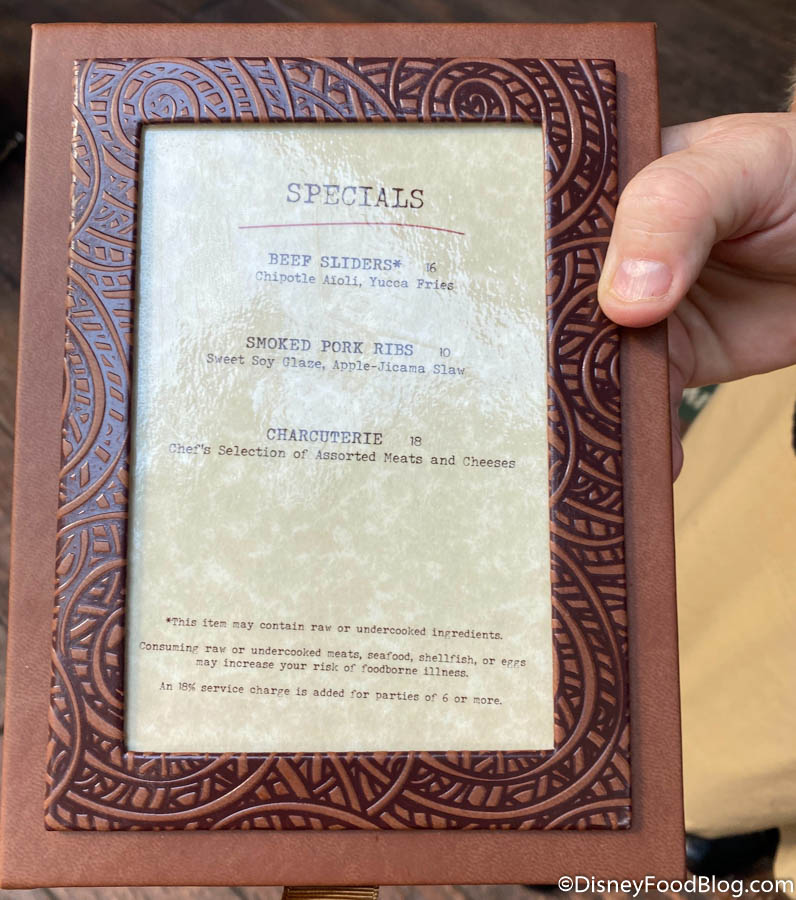 SPECIALS
BEEF SLIDERS* 16
Chipotle Aïoli, Yucca Fries
SMOKED PORK RIBS 10
Sweet Soy Glaze, Apple-Jicama Slaw
CHARCUTERIE 18
Chef's Selection of Assorted Meats and Cheeses
*This item may contain raw or undercooked ingredients.
Consuming raw or undercooked meats, seafood, shellfish, or eggs
may increase your risk of foodborne illness.
An 18% service charge is added for parties of 6 or more.
©DisneyFoodBlog.com